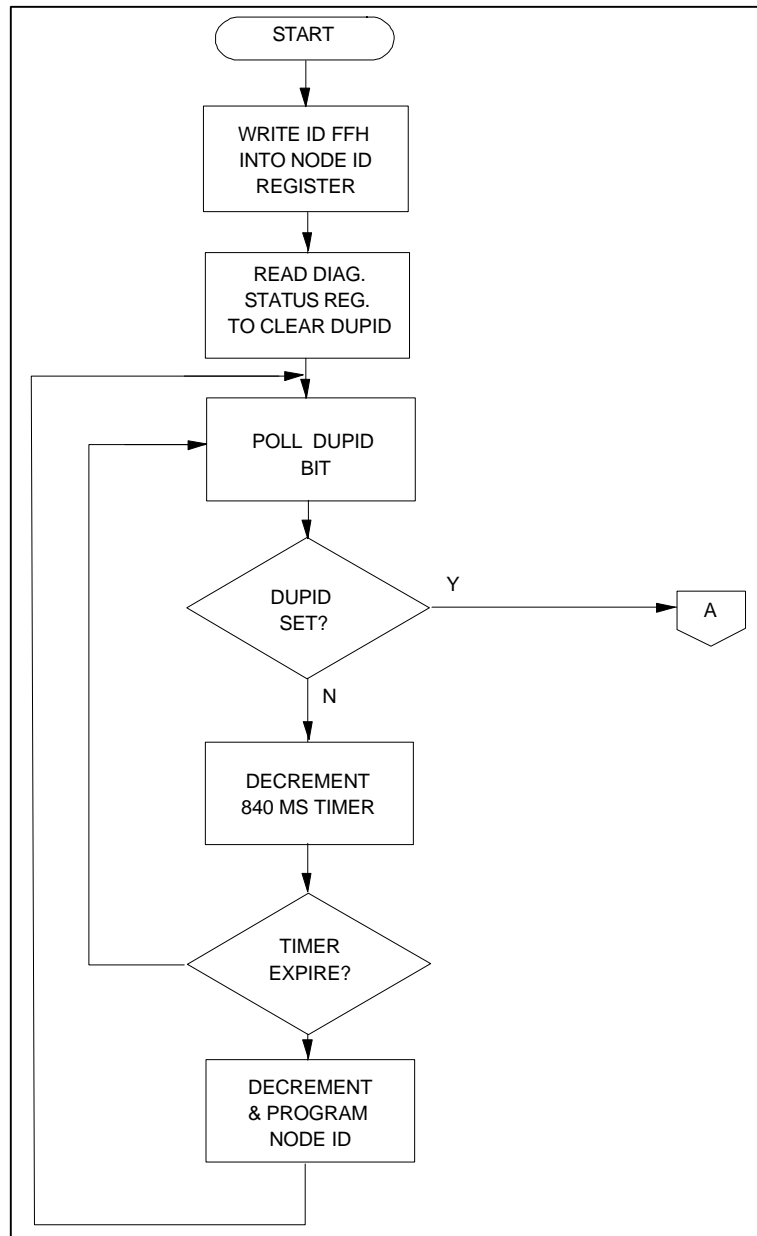 START
WRITE ID FFH
INTO NODE ID
REGISTER
READ DIAG.
STATUS REG.
TO CLEAR DUPID
POLL DUPID
BIT
DUPID
SET?
Y
A
N
DECREMENT
840 MS TIMER
TIMER
EXPIRE?
DECREMENT
& PROGRAM
NODE ID